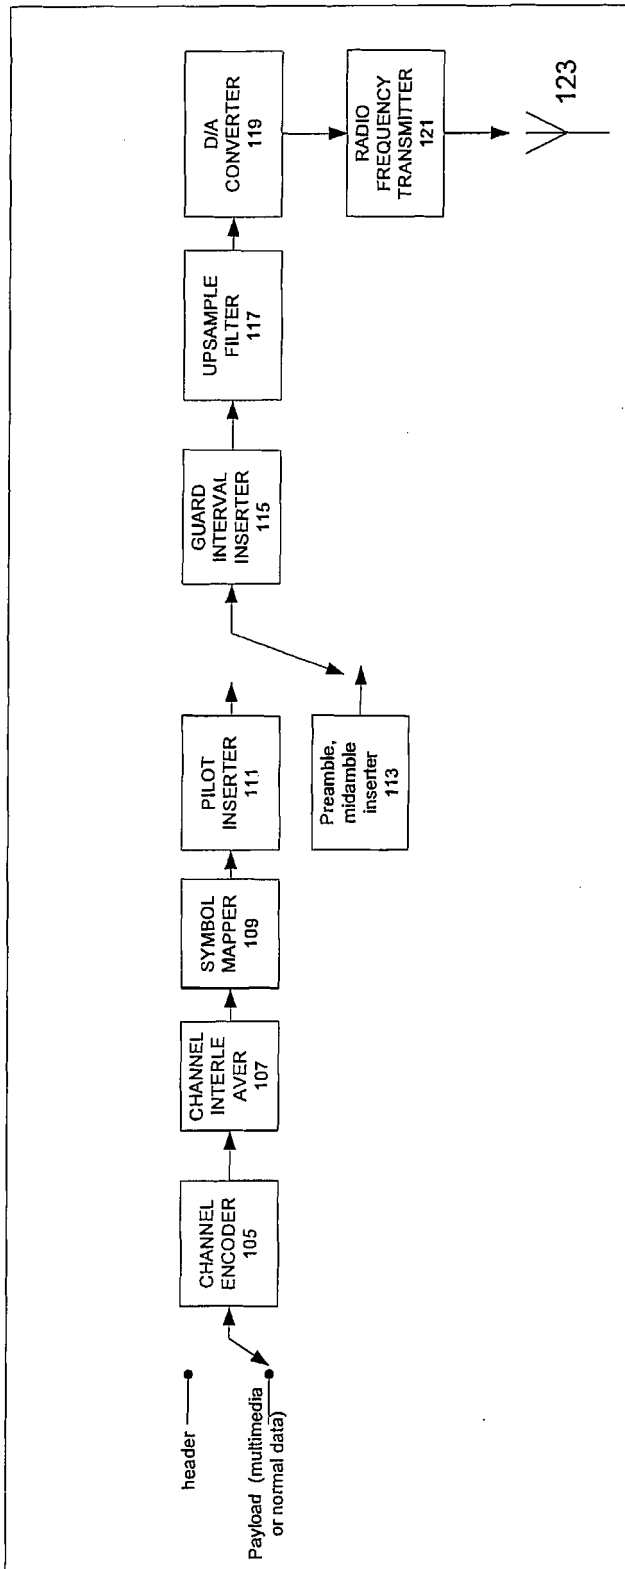 header
Payload (multimedia
or normal data)
CHANNEL
ENCODER
105
CHANNEL
INTERLE
AVER
107
SYMBOL
MAPPER
109
PILOT
INSERTER
111
Preamble,
midamble
inserter
113
GUARD
INTERVAL
INSERTER
115
UPSAMPLE
FILTER
117
D/A
CONVERTER
119
RADIO
FREQUENCY
TRANSMITTER
121
123